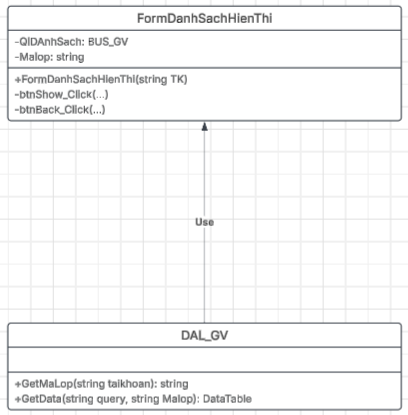 FormDanhSachHienThi
-QlDAnhSach: BUS_GV
-Malop: string
+FormDanhSachHienThi(string TK)
-btnShow_Click(...)
-btnBack_Click(...)
Use
DAL_GV
+GetMaLop(string taikhoan): string
+GetData(string query, string Malop): DataTable